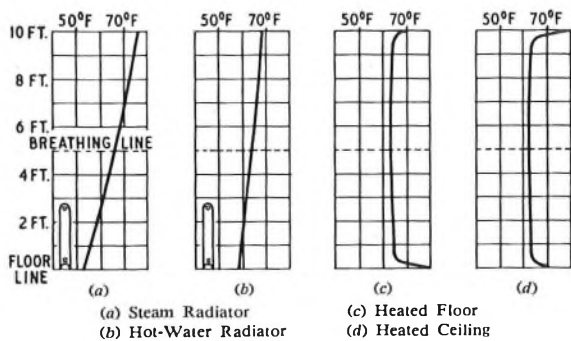 50°F 70°F 50°F 70°F 50°F 70°F 50°F 70°F
10 FT.
8 FT.
6 FT.
BREATHING LINE
4 FT.
2 FT.
FLOOR
LINE
(a) (b) (c) (d)
(a) Steam Radiator (c) Heated Floor
(b) Hot-Water Radiator (d) Heated Ceiling